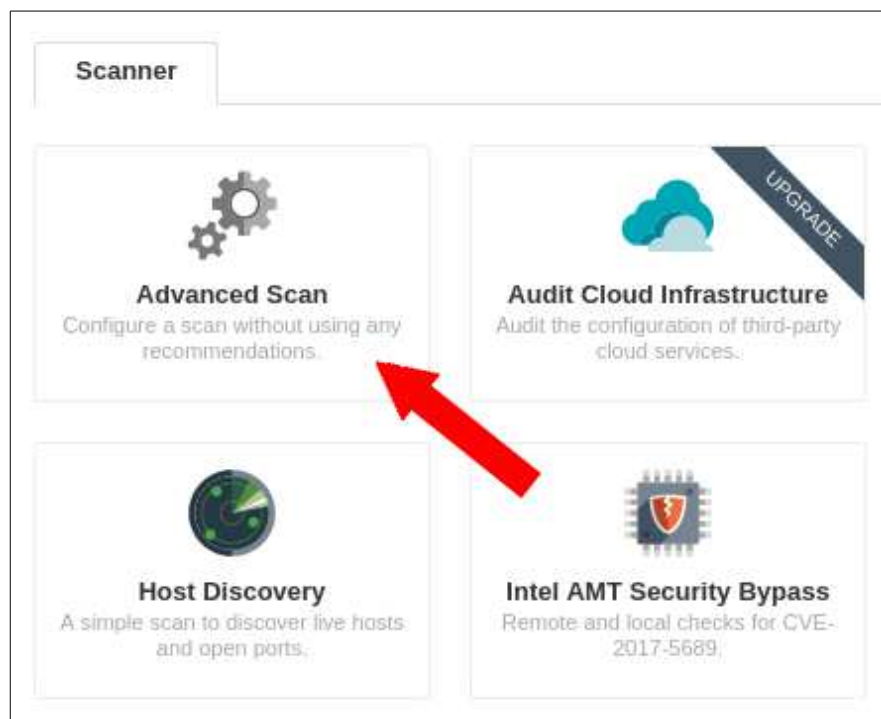 Scanner
Advanced Scan
Configure a scan without using any
recommendations.
UPGRADE
Audit Cloud Infrastructure
Audit the configuration of third-party
cloud services.
Host Discovery
A simple scan to discover live hosts
and open ports.
Intel AMT Security Bypass
Remote and local checks for CVE-
2017-5689.